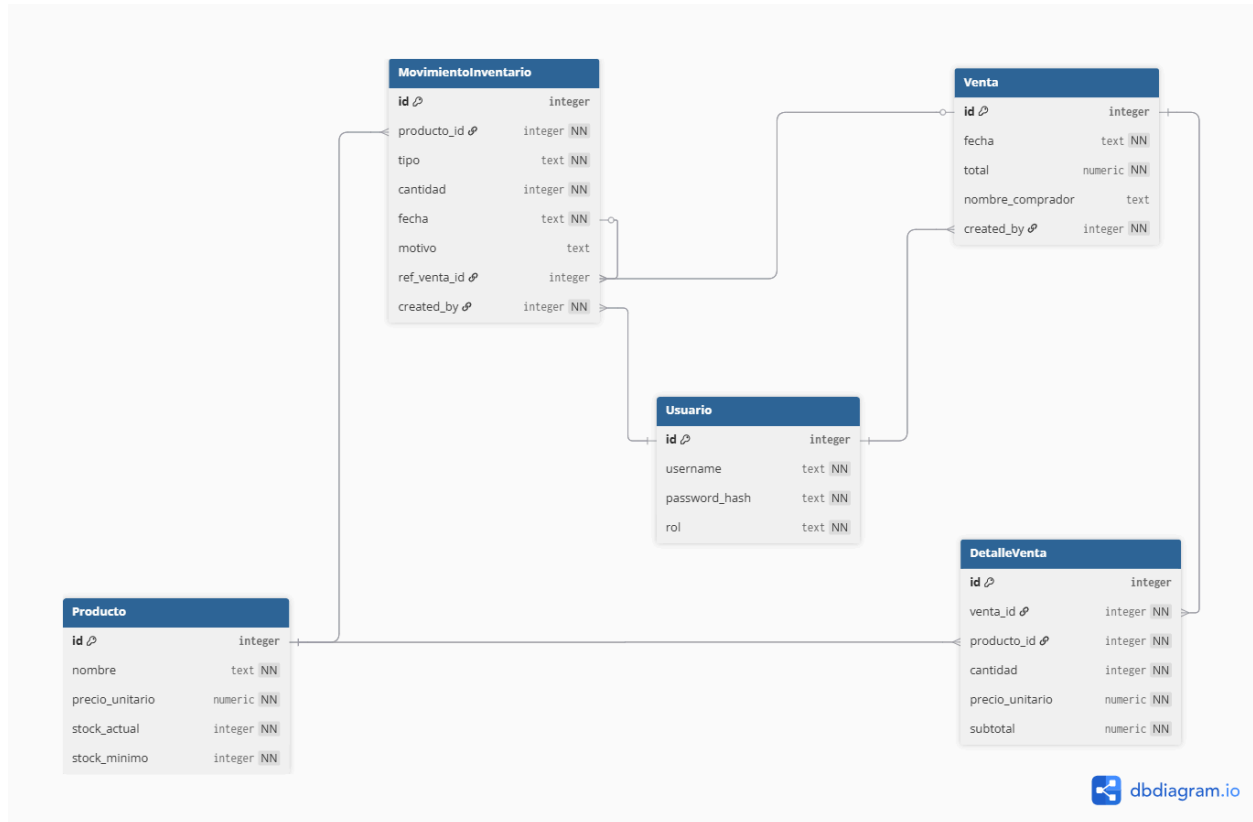 MovimientoInventario
id integer
producto_id integer NN
tipo text NN
cantidad integer NN
fecha text NN
motivo text
ref_venta_id integer
created_by integer NN
Venta
id integer
fecha text NN
total numeric NN
nombre_comprador text
created_by integer NN
Usuario
id integer
username text NN
password_hash text NN
rol text NN
DetalleVenta
id integer
venta_id integer NN
producto_id integer NN
cantidad integer NN
precio_unitario numeric NN
subtotal numeric NN
Producto
id integer
nombre text NN
precio_unitario numeric NN
stock_actual integer NN
stock_minimo integer NN
dbdiagram.io